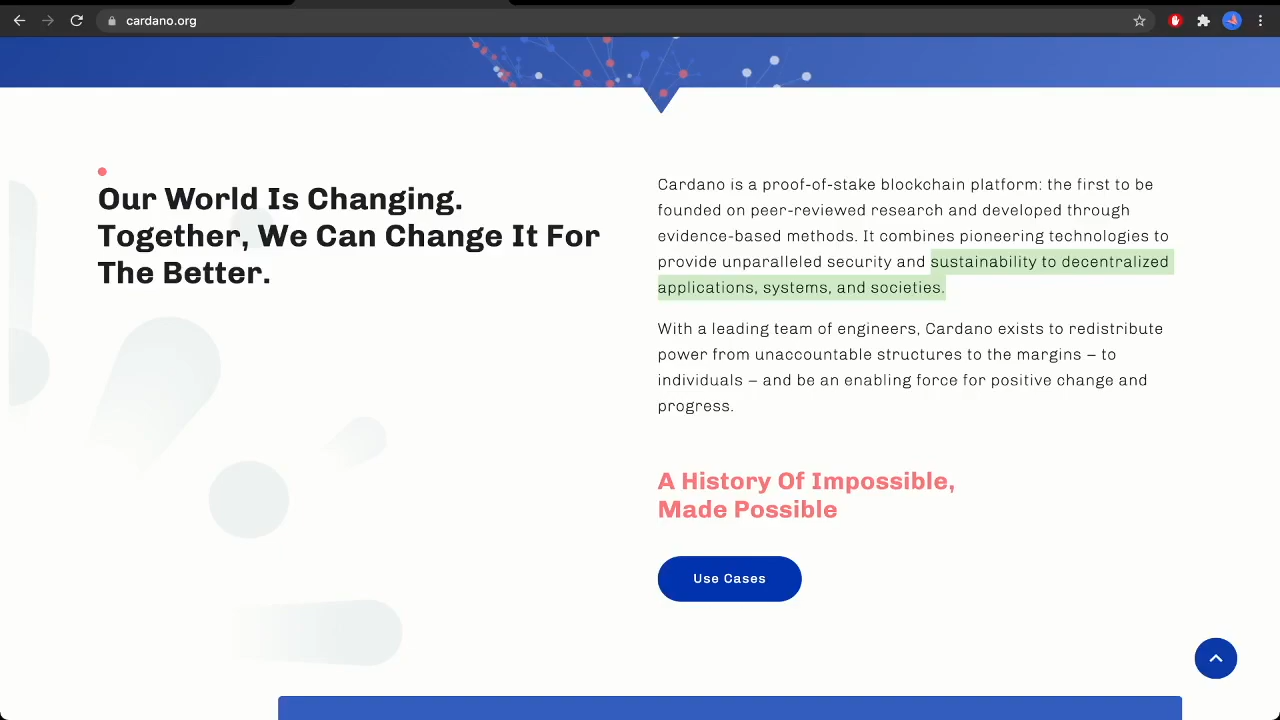 cardano.org
Our World Is Changing.
Together, We Can Change It For
The Better.
Cardano is a proof-of-stake blockchain platform: the first to be
founded on peer-reviewed research and developed through
evidence-based methods. It combines pioneering technologies to
provide unparalleled security and sustainability to decentralized
applications, systems, and societies.
With a leading team of engineers, Cardano exists to redistribute
power from unaccountable structures to the margins – to
individuals – and be an enabling force for positive change and
progress.
A History Of Impossible,
Made Possible
Use Cases